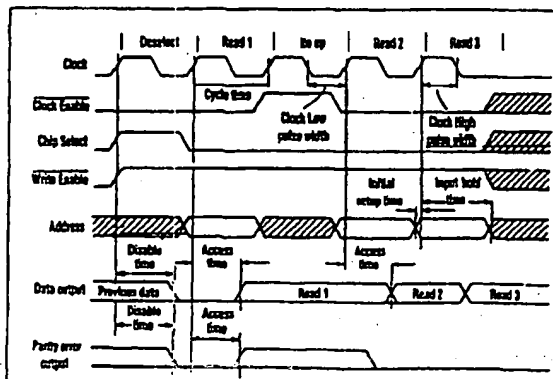 Deselect Read 1 No op Read 2 Read 3
Clock
Cycle time
Clock Enable
Clock Low
pulse width
Clock High
pulse width
Chip Select
Write Enable
Initial
setup time
Input hold
time
Address
Disable
time
Access
time
Access
time
Data output
Previous data
Read 1
Read 2
Read 3
Disable
time
Access
time
Parity error
output